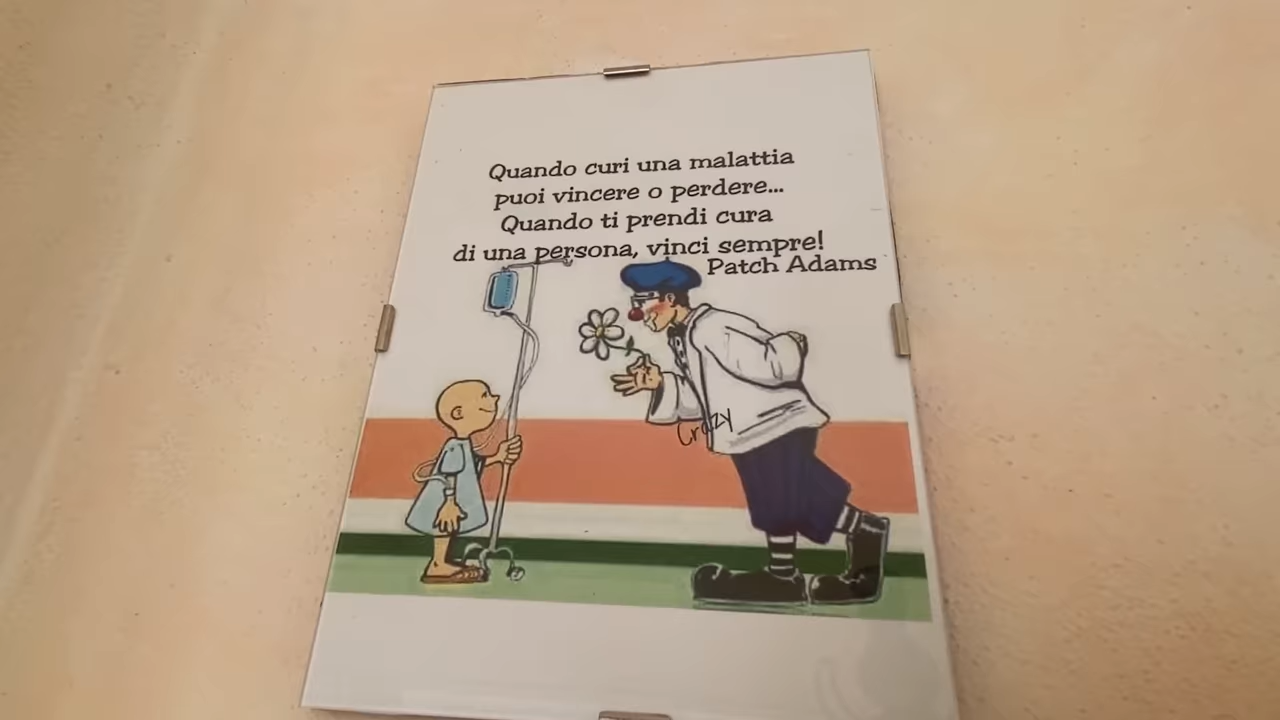 Quando curi una malattia
puoi vincere o perdere...
Quando ti prendi cura
di una persona, vinci sempre!
Patch Adams
Crazy